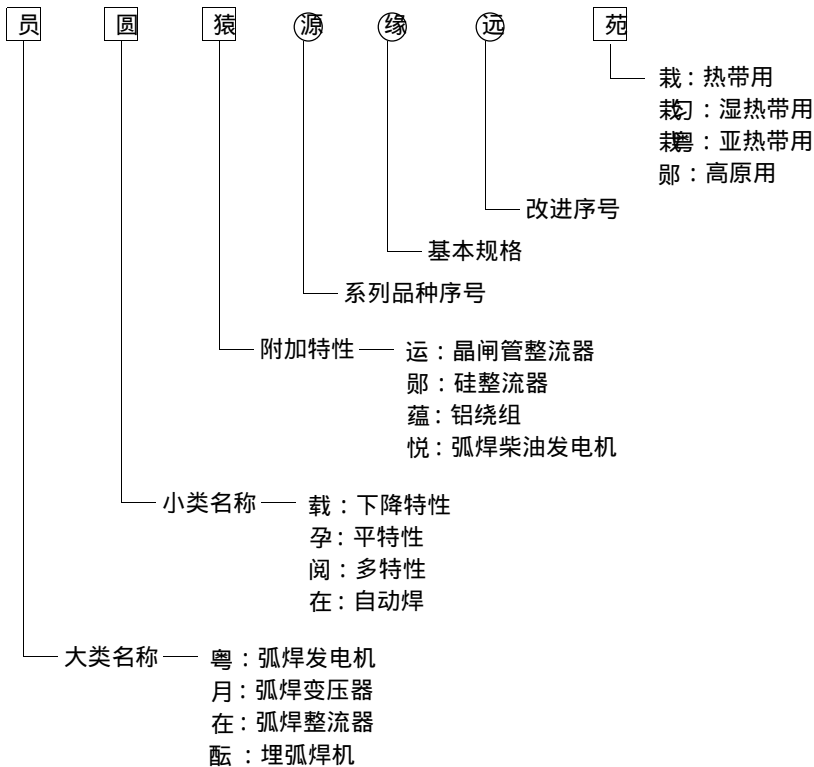 员 圆 猿 源 缘 远 苑
栽：热带用
栽匀：湿热带用
栽粤：亚热带用
郧：高原用
改进序号
基本规格
系列品种序号
附加特性 运：晶闸管整流器
郧：硅整流器
蕴：铝绕组
悦：弧焊柴油发电机
小类名称 载：下降特性
孕：平特性
阅：多特性
在：自动焊
大类名称 粤：弧焊发电机
月：弧焊变压器
在：弧焊整流器
酝：埋弧焊机